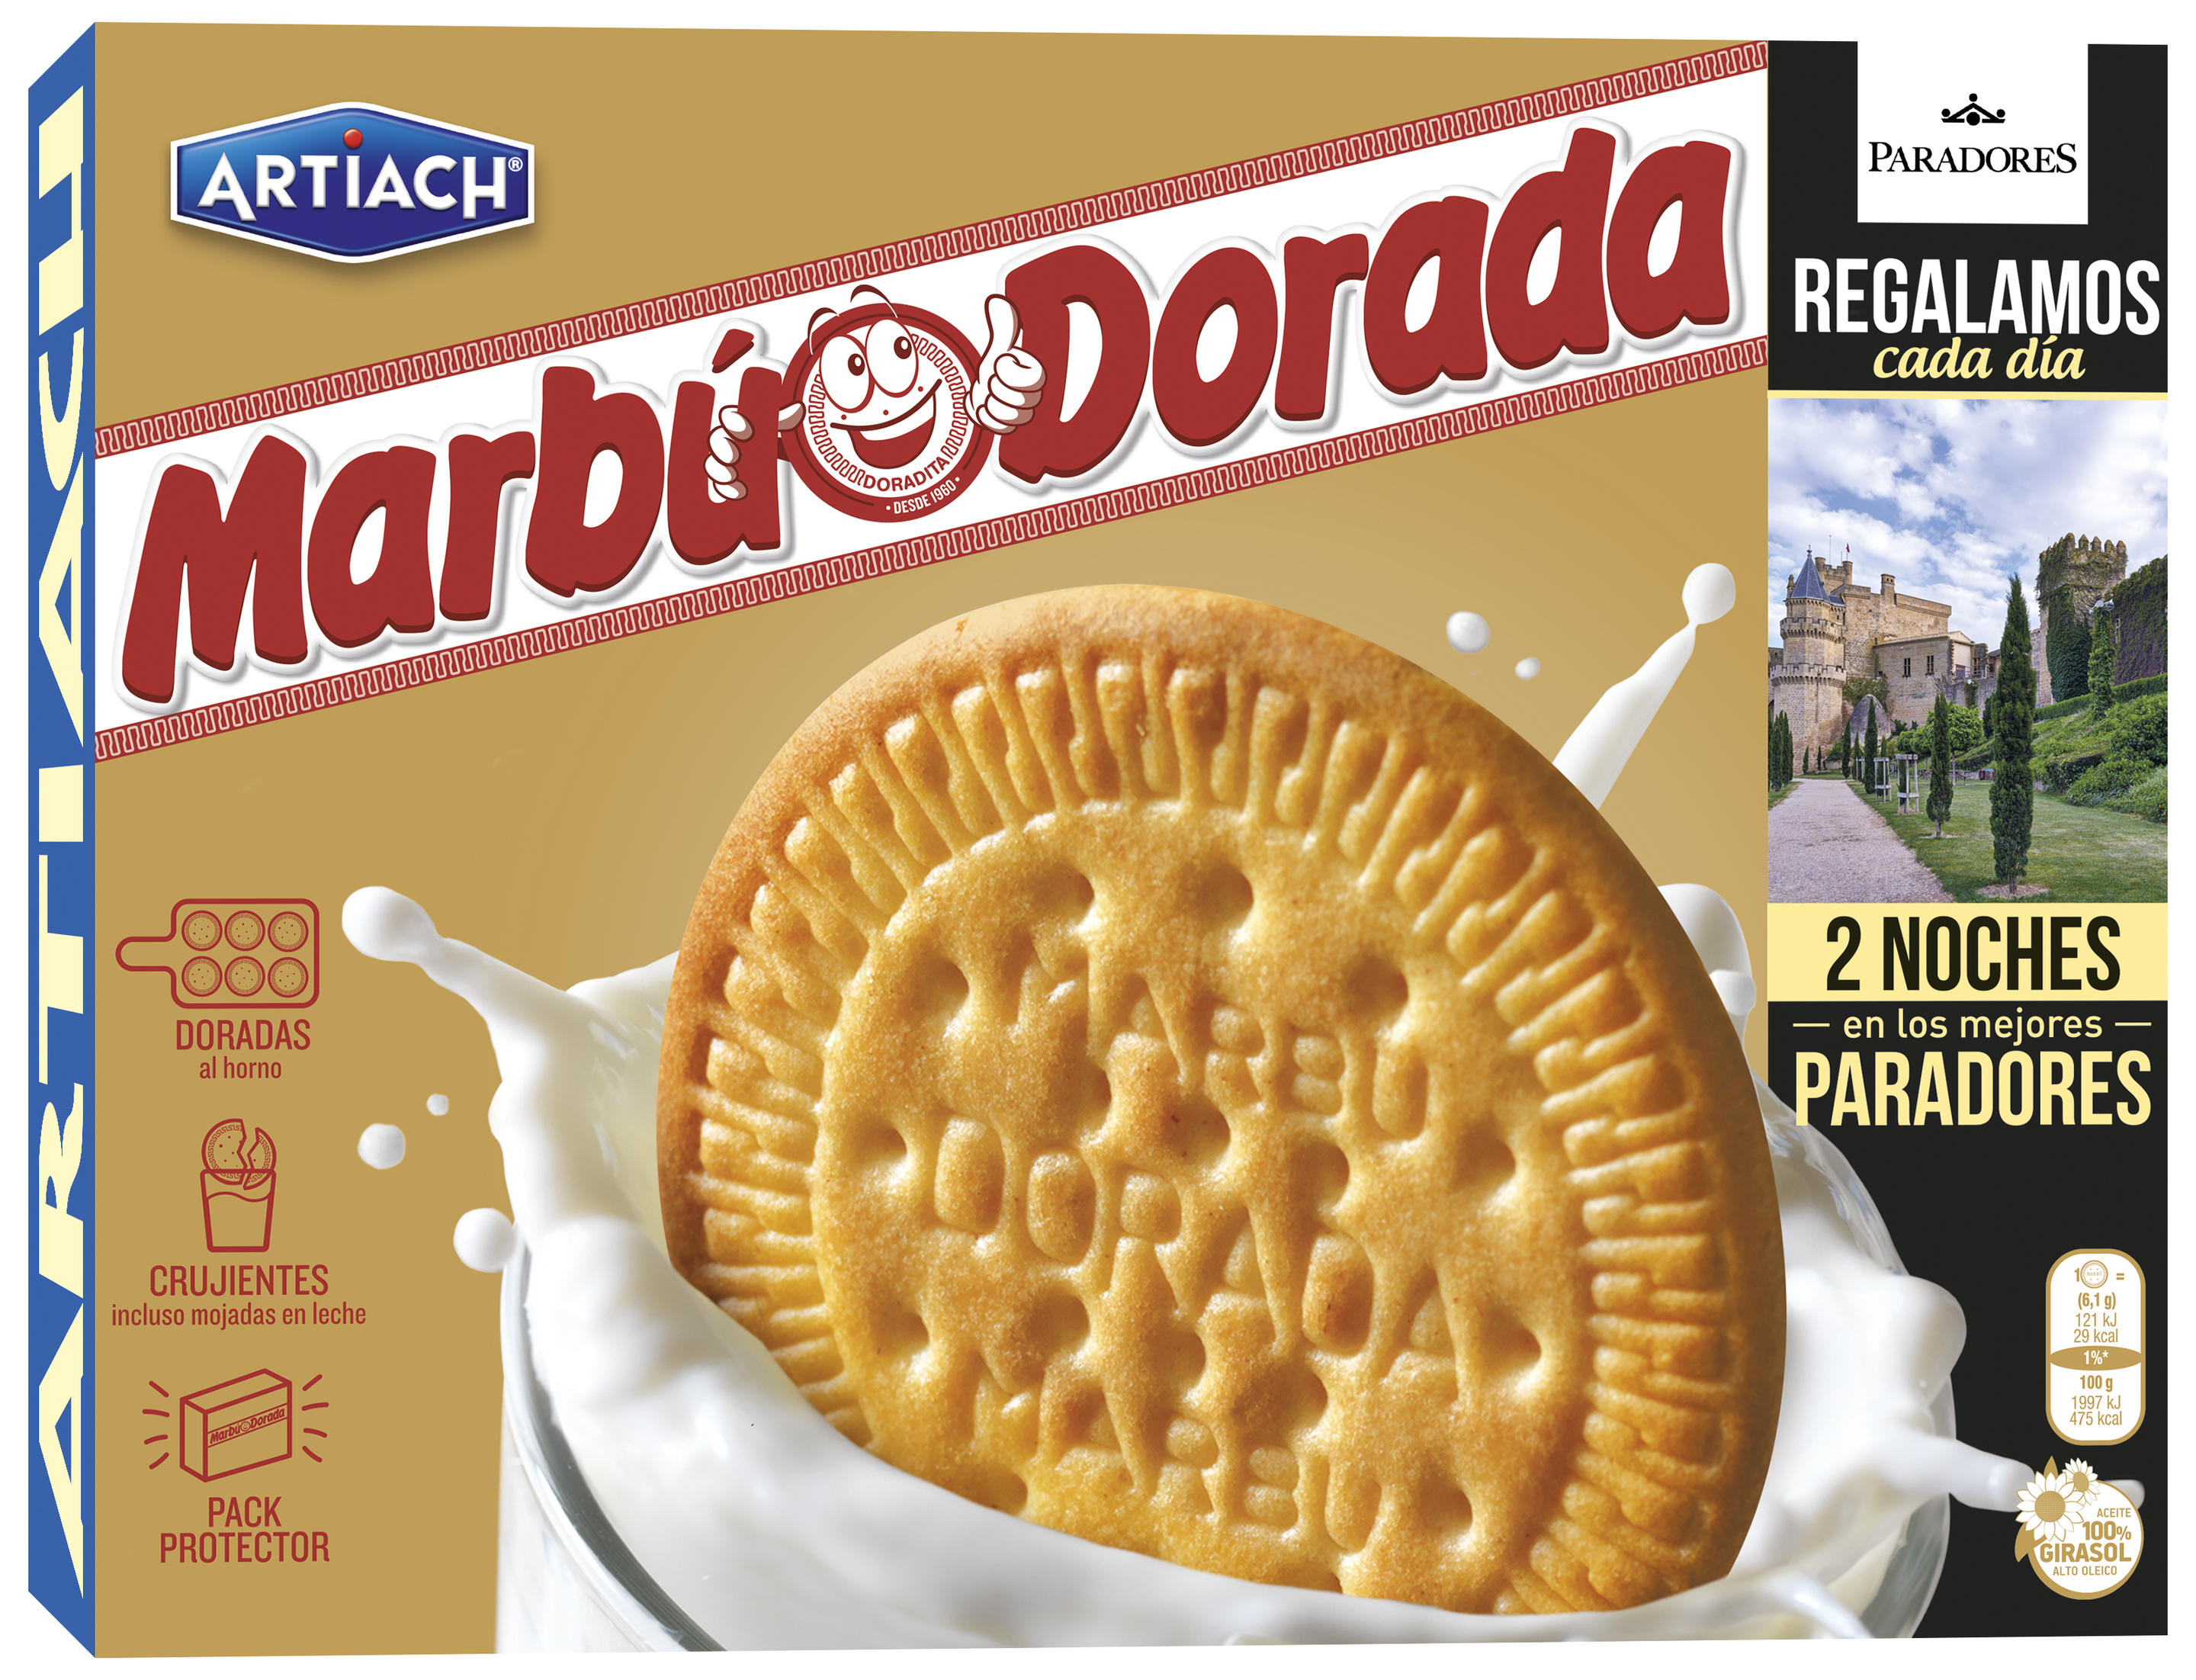 ARTIACH
ARTIACH®
Marbú Dorada
DORADITA
• DESDE 1960 •
DORADAS
al horno
CRUJIENTES
incluso mojadas en leche
Marbú Dorada
PACK
PROTECTOR
MARBU
DORADA
MARBU
PARADORES
REGALAMOS
cada día
2 NOCHES
en los mejores
PARADORES
1 =
(6,1 g)
121 kJ
29 kcal
1%*
100 g
1997 kJ
475 kcal
ACEITE
100%
GIRASOL
ALTO OLEICO